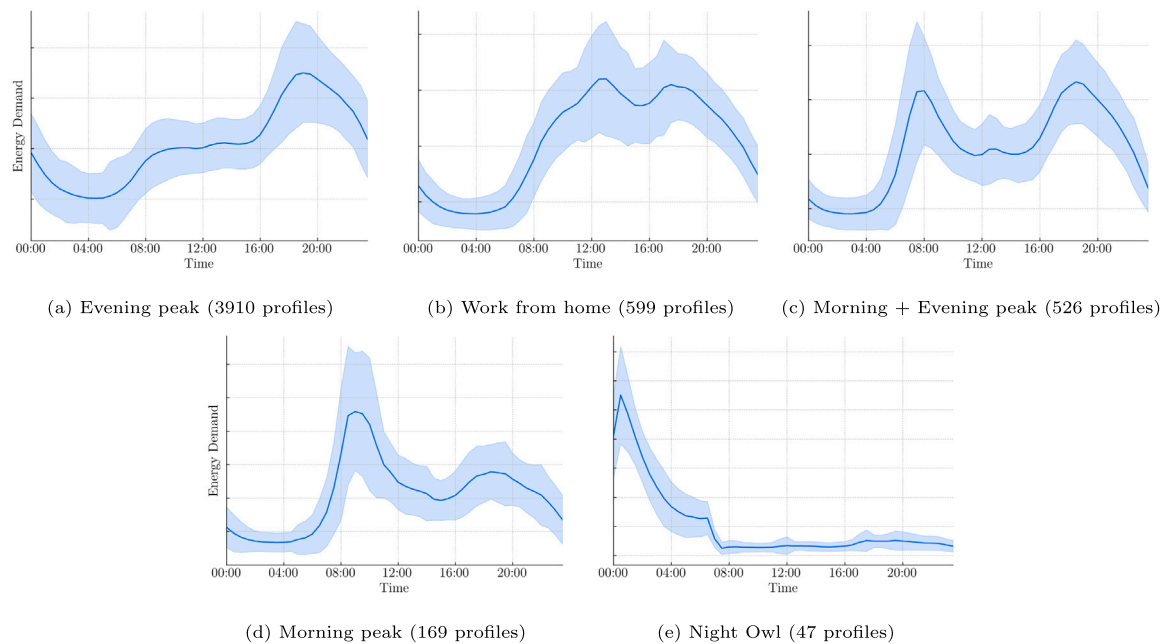 Energy Demand
00:00 04:00 08:00 12:00 16:00 20:00
Time
(a) Evening peak (3910 profiles)
00:00 04:00 08:00 12:00 16:00 20:00
Time
(b) Work from home (599 profiles)
00:00 04:00 08:00 12:00 16:00 20:00
Time
(c) Morning + Evening peak (526 profiles)
Energy Demand
00:00 04:00 08:00 12:00 16:00 20:00
Time
(d) Morning peak (169 profiles)
00:00 04:00 08:00 12:00 16:00 20:00
Time
(e) Night Owl (47 profiles)